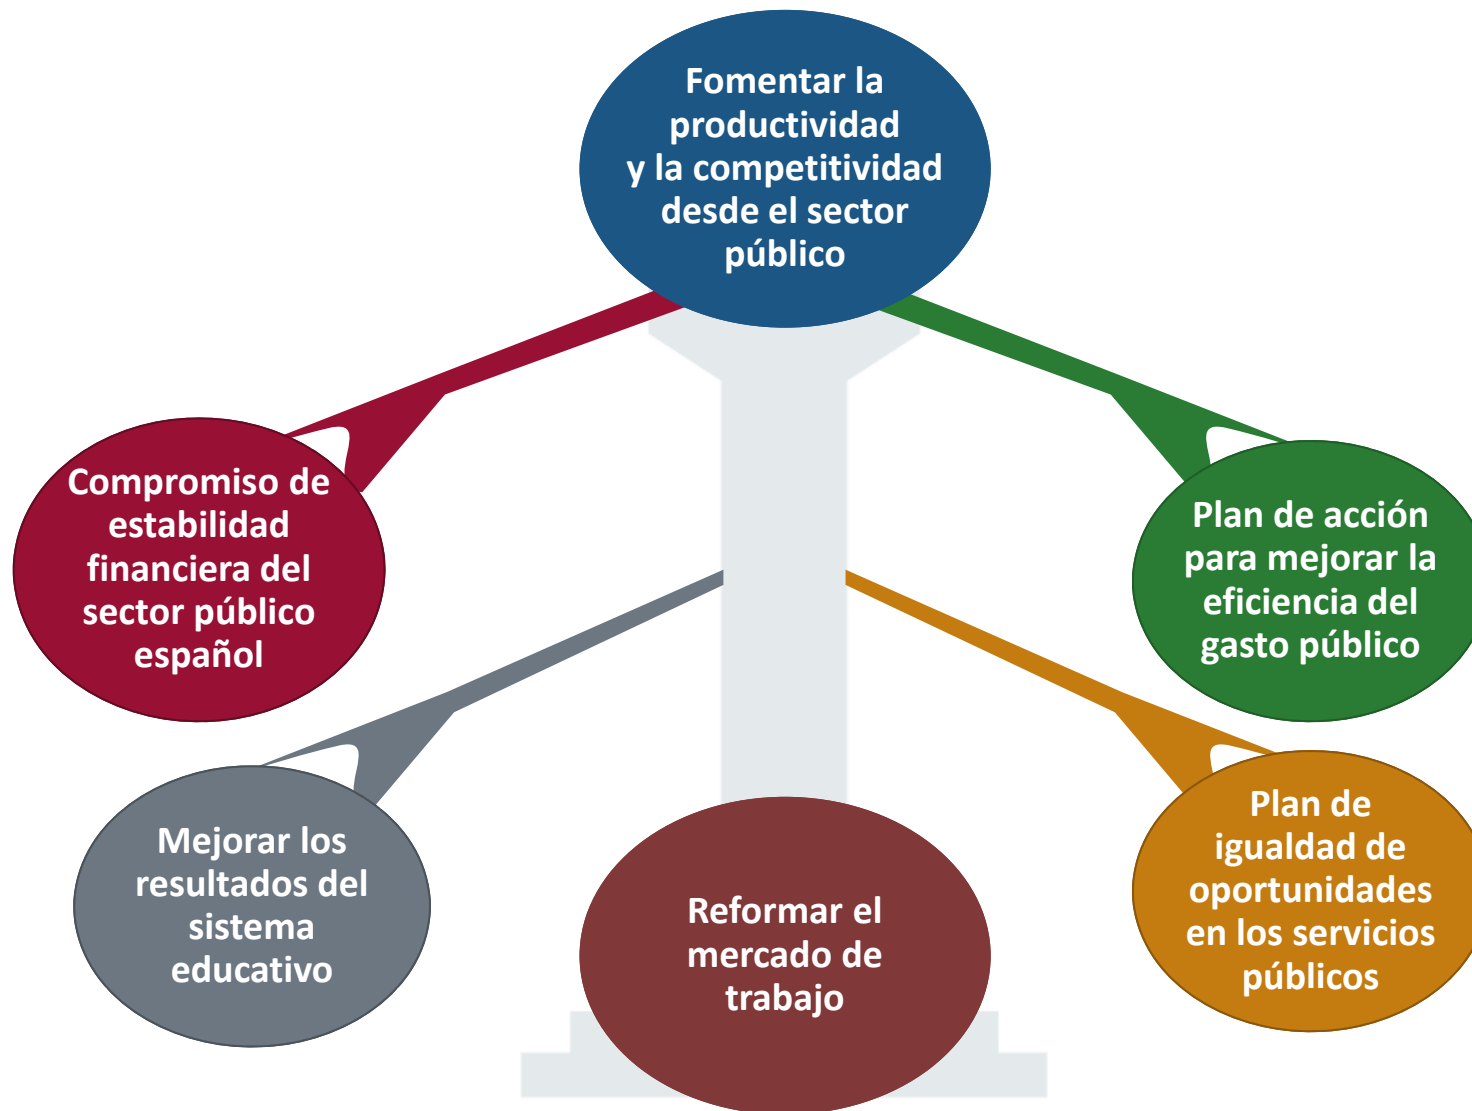 Fomentar la
productividad
y la competitividad
desde el sector
público
Compromiso de
estabilidad
financiera del
sector público
español
Plan de acción
para mejorar la
eficiencia del
gasto público
Mejorar los
resultados del
sistema
educativo
Reformar el
mercado de
trabajo
Plan de
igualdad de
oportunidades
en los servicios
públicos